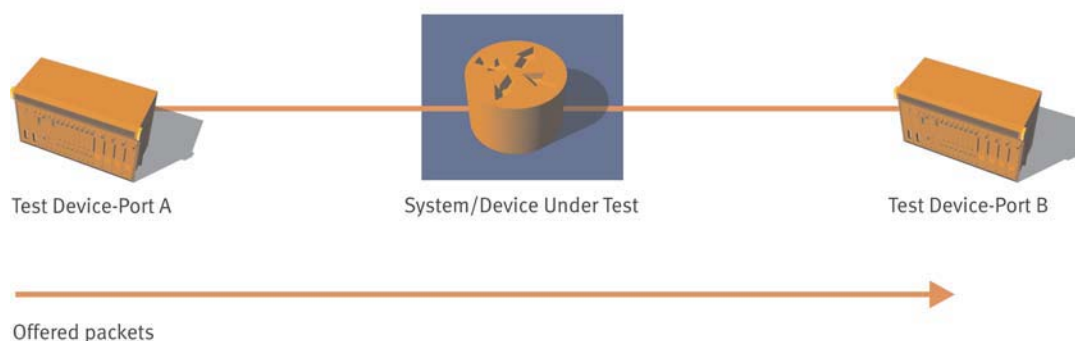 Test Device-Port A
System/Device Under Test
Test Device-Port B
Offered packets